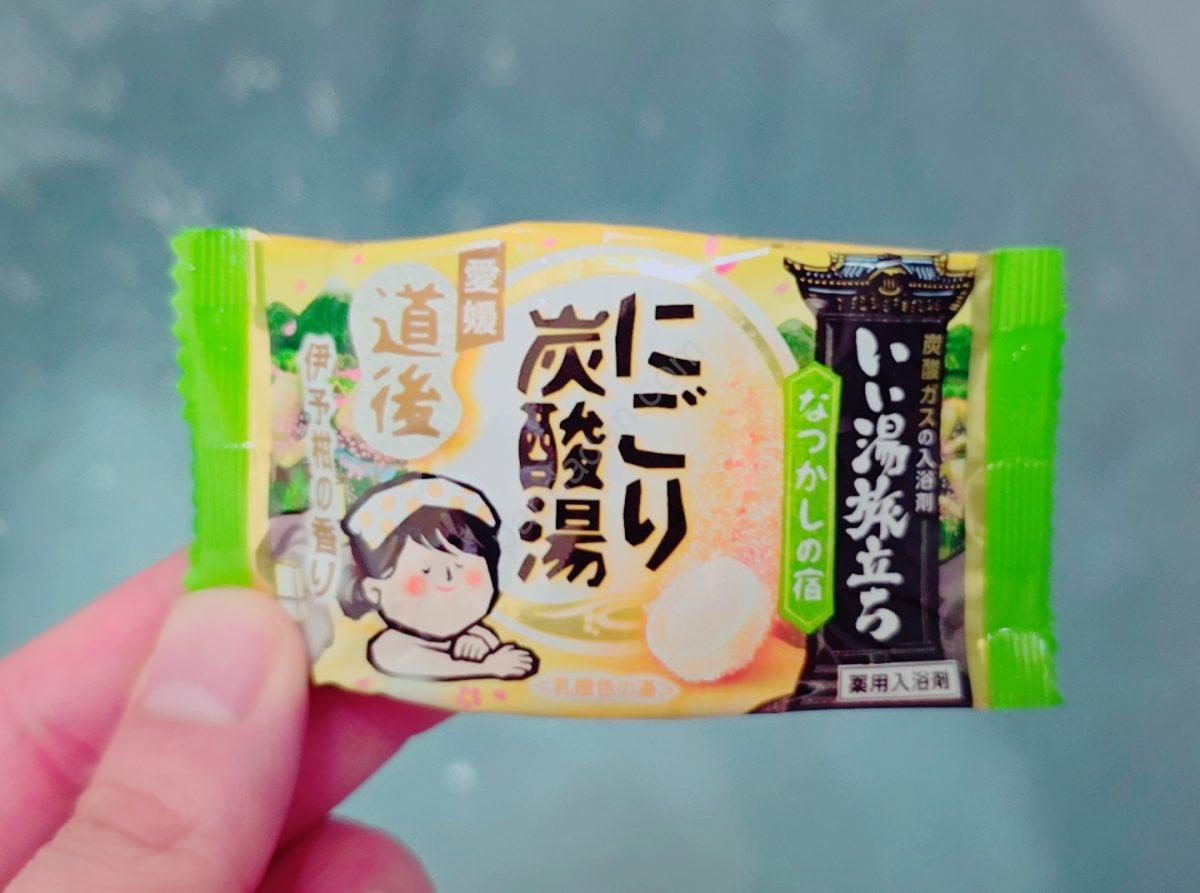 炭酸ガスの入浴剤
いい湯旅立ち
なつかしの宿
薬用入浴剤
にごり
炭酸湯
愛媛
道後
伊予柑の香り
<乳橙色の湯>